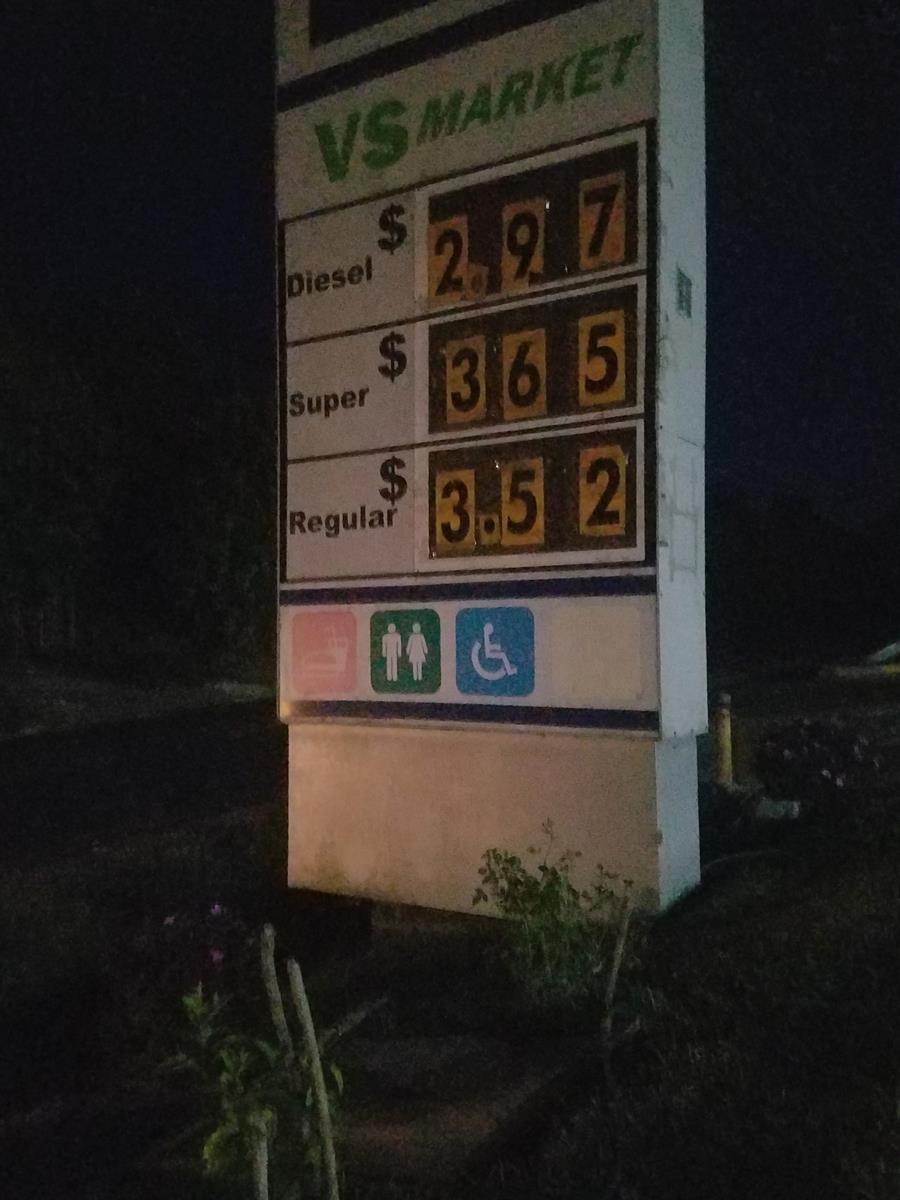 VS MARKET
$
Diesel 2.97
$
Super 365
$
Regular 3.52